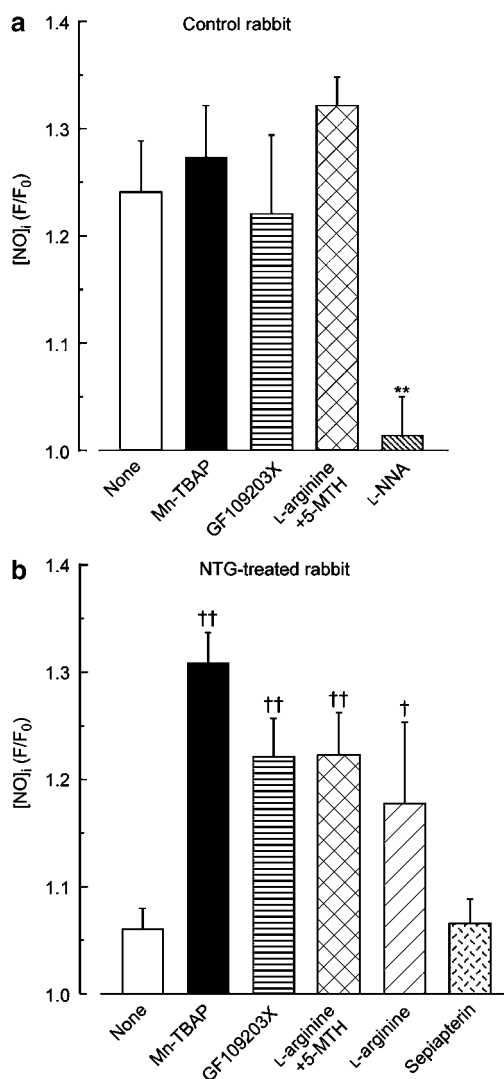 a
Control rabbit
1.4
1.3
1.2
1.1
1.0
[NO]i (F/F0)
**
None
Mn-TBAP
GF109203X
L-arginine
+5-MTH
L-NNA
b
NTG-treated rabbit
1.4
1.3
1.2
1.1
1.0
[NO]i (F/F0)
††
††
††
†
None
Mn-TBAP
GF109203X
L-arginine
+5-MTH
L-arginine
Sepiapterin